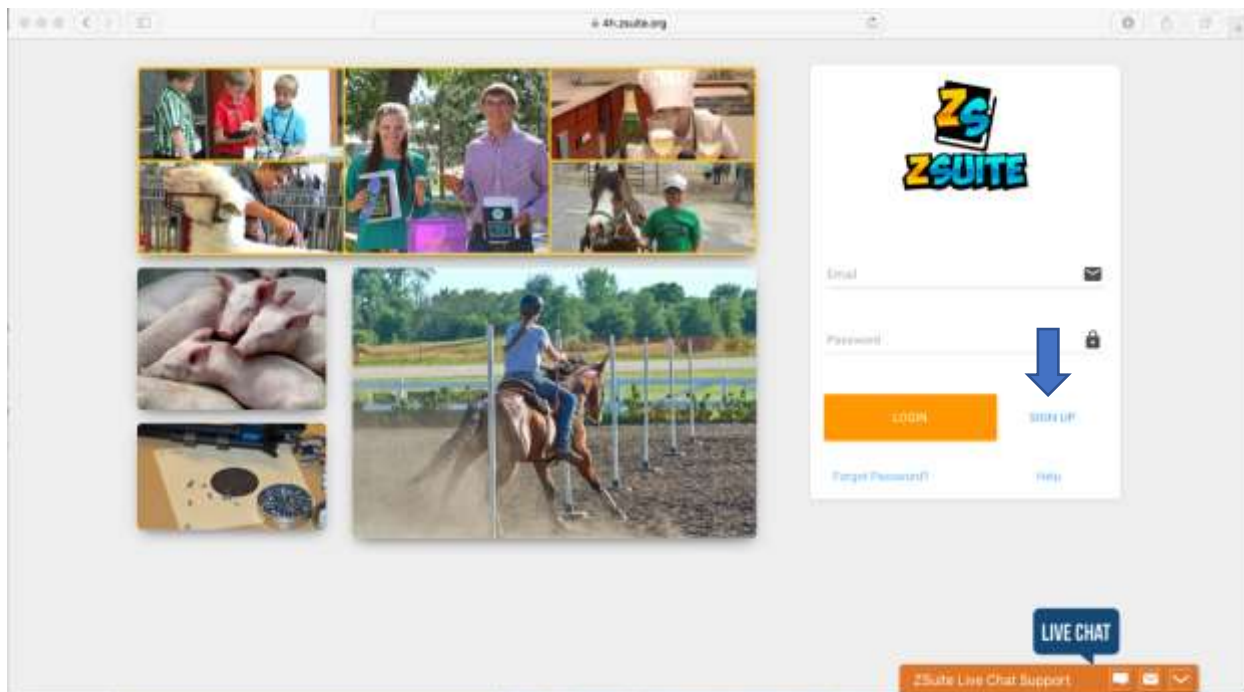 4h.zsuite.org
ZS
ZSUITE
Email
Password
LOGIN
SIGN UP
Forgot Password?
Help
LIVE CHAT
ZSuite Live Chat Support